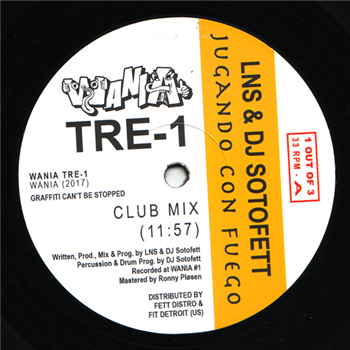 WANIA
TRE-1
WANIA TRE-1
WANIA (2017)
GRAFFITI CAN'T BE STOPPED
CLUB MIX
(11:57)
Written, Prod., Mix & Prog. by LNS & DJ Sotofett
Percussion & Drum Prog. by DJ Sotofett
Recorded at WANIA #1
Mastered by Ronny Pløsen
DISTRIBUTED BY
FETT DISTRO &
FIT DETROIT (US)
LNS & DJ SOTOFETT
JUGANDO CON FUEGO
1 OUT OF 3
33 RPM - A